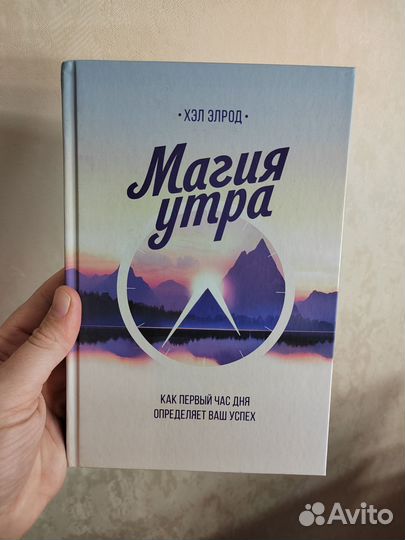 • ХЭЛ ЭЛРОД •
Магия
утра
КАК ПЕРВЫЙ ЧАС ДНЯ
ОПРЕДЕЛЯЕТ ВАШ УСПЕХ
Avito